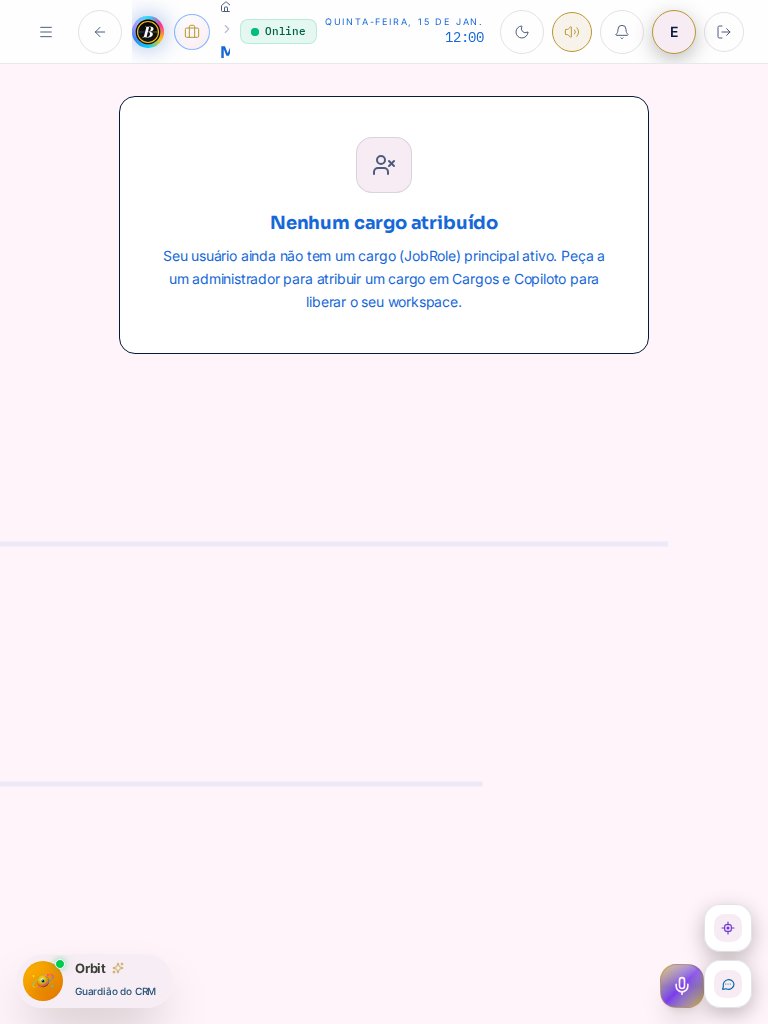 B
M
Online
QUINTA-FEIRA, 15 DE JAN.
12:00
E
Nenhum cargo atribuído
Seu usuário ainda não tem um cargo (JobRole) principal ativo. Peça a
um administrador para atribuir um cargo em Cargos e Copiloto para
liberar o seu workspace.
Orbit
Guardião do CRM